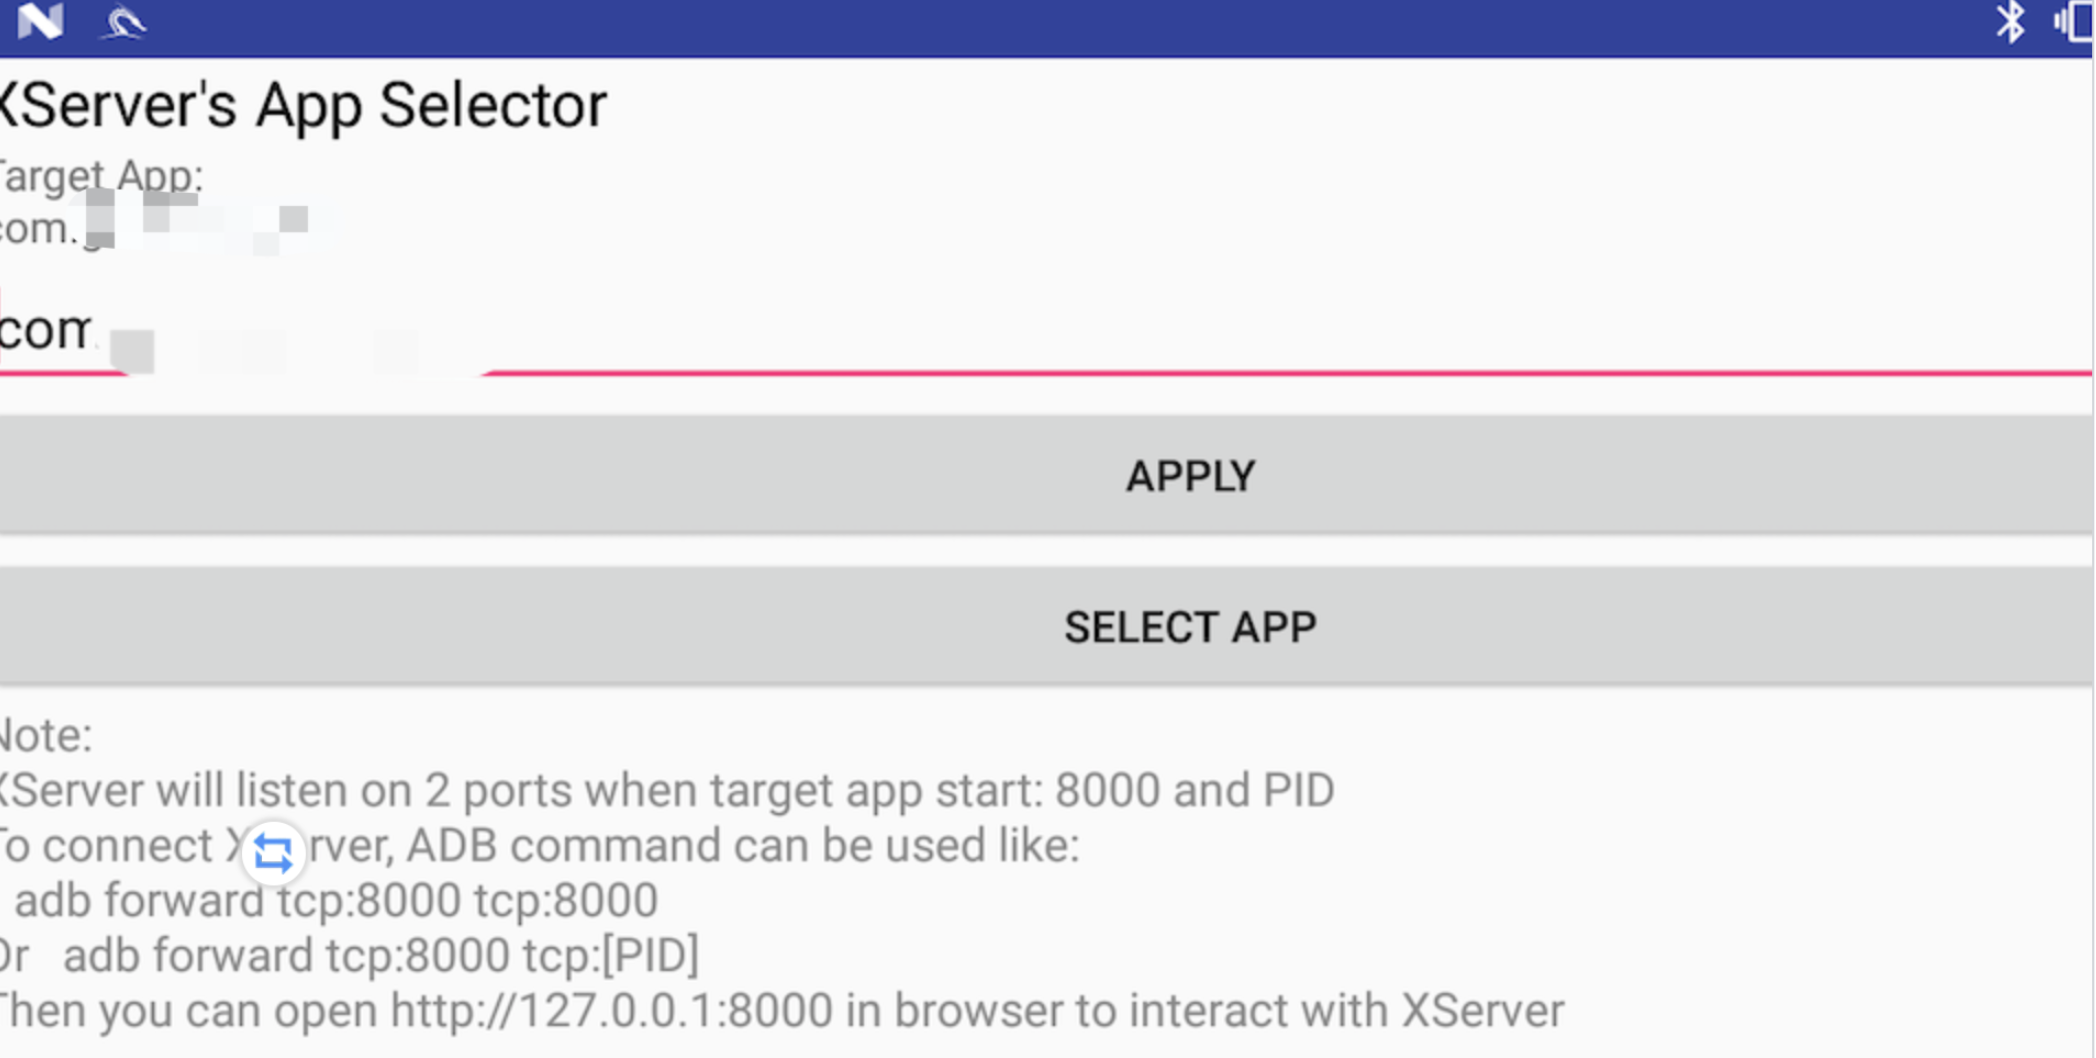 XServer's App Selector
Target App:
com.
com
APPLY
SELECT APP
Note:
XServer will listen on 2 ports when target app start: 8000 and PID
To connect X rver, ADB command can be used like:
adb forward tcp:8000 tcp:8000
Or adb forward tcp:8000 tcp:[PID]
Then you can open http://127.0.0.1:8000 in browser to interact with XServer